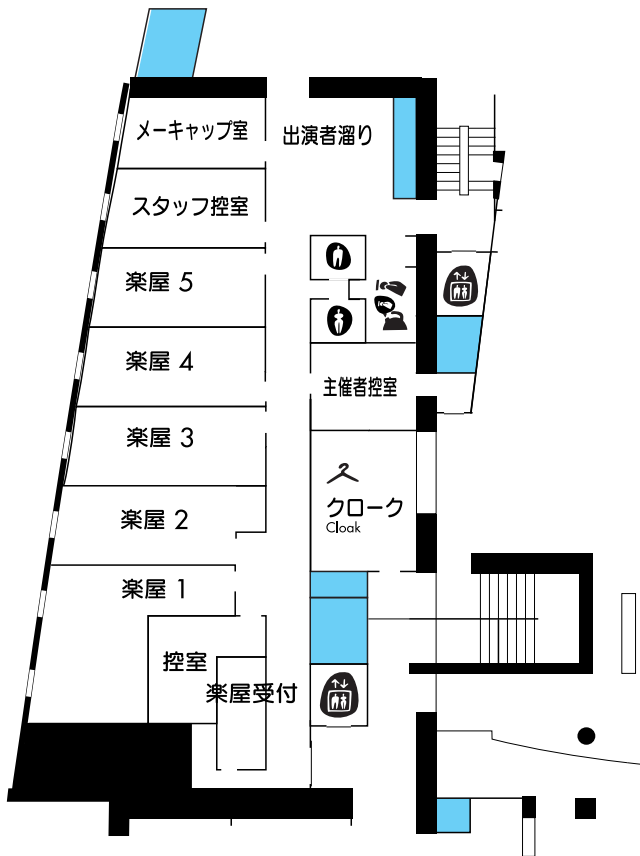 メーキャップ室
出演者溜り
スタッフ控室
楽屋 5
楽屋 4
主催者控室
楽屋 3
クローク
Cloak
楽屋 2
楽屋 1
控室
楽屋受付